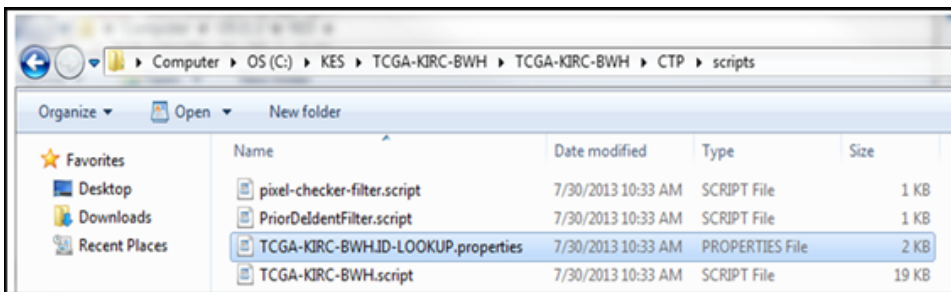 Computer ▸ OS (C:) ▸ KES ▸ TCGA-KIRC-BWH ▸ TCGA-KIRC-BWH ▸ CTP ▸ scripts
Organize ▾ Open ▾ New folder
Favorites
Desktop
Downloads
Recent Places
Name Date modified Type Size
pixel-checker-filter.script 7/30/2013 10:33 AM SCRIPT File 1 KB
PriorDeIdentFilter.script 7/30/2013 10:33 AM SCRIPT File 1 KB
TCGA-KIRC-BWH.ID-LOOKUP.properties 7/30/2013 10:33 AM PROPERTIES File 2 KB
TCGA-KIRC-BWH.script 7/30/2013 10:33 AM SCRIPT File 19 KB